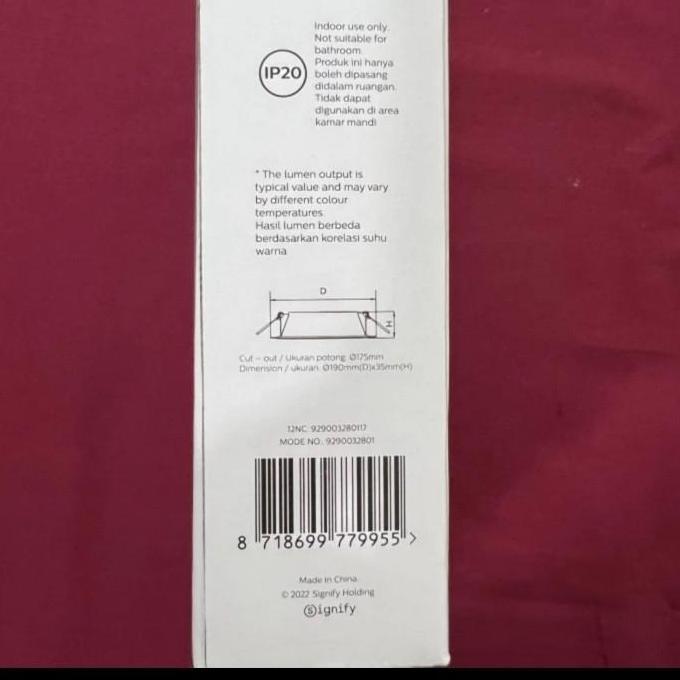 Indoor use only.
Not suitable for
bathroom.
IP20
Produk ini hanya
boleh dipasang
didalam ruangan.
Tidak dapat
digunakan di area
kamar mandi
* The lumen output is
typical value and may vary
by different colour
temperatures.
Hasil lumen berbeda
berdasarkan korelasi suhu
warna
D
H
Cut - out / Ukuran potong: Ø175mm
Dimension / ukuran: Ø190mm(D)x35mm(H)
12NC: 929003280117
MODE NO.: 9290032801
8 718699 779955 >
Made in China
© 2022 Signify Holding
Signify